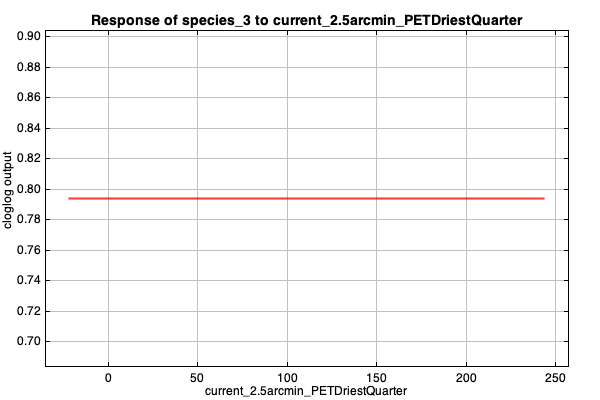 Response of species_3 to current_2.5arcmin_PETDriestQuarter
0.90
0.88
0.86
0.84
0.82
0.80
0.78
0.76
0.74
0.72
0.70
cloglog output
0 50 100 150 200 250
current_2.5arcmin_PETDriestQuarter